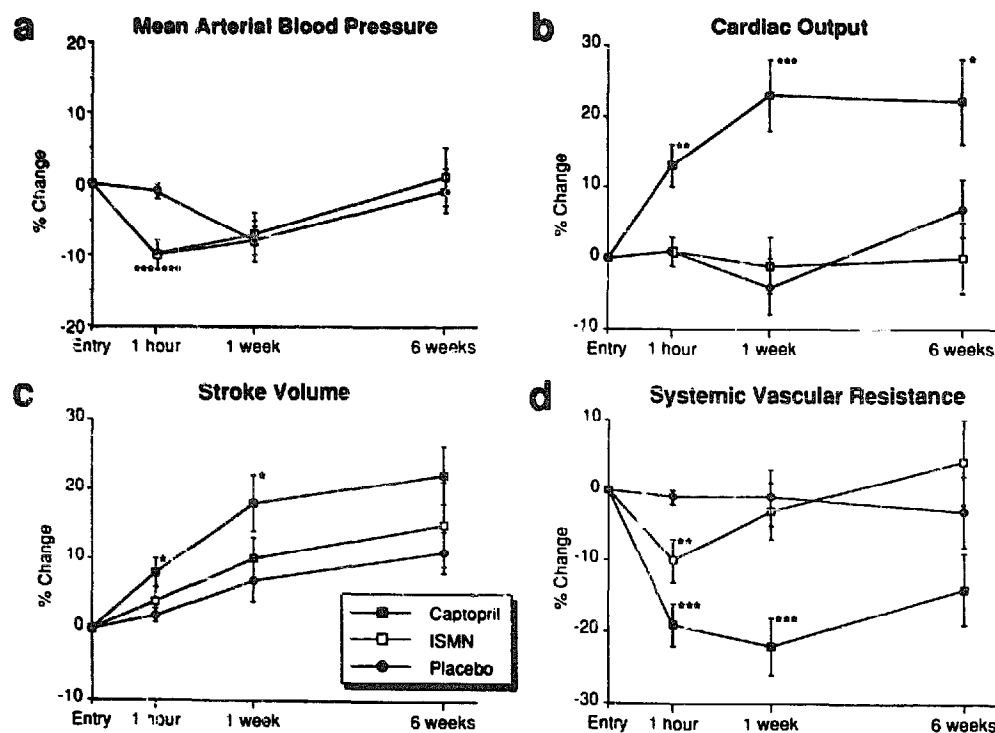 a Mean Arterial Blood Pressure
20
10
0
-10
-20
% Change
Entry 1 hour 1 week 6 weeks
b Cardiac Output
30
20
10
0
-10
% Change
***
*
**
Entry 1 hour 1 week 6 weeks
c Stroke Volume
30
20
10
0
-10
% Change
*
*
Entry 1 hour 1 week 6 weeks
Captopril
ISMN
Placebo
d Systemic Vascular Resistance
10
0
-10
-20
-30
% Change
**
***
***
Entry 1 hour 1 week 6 weeks